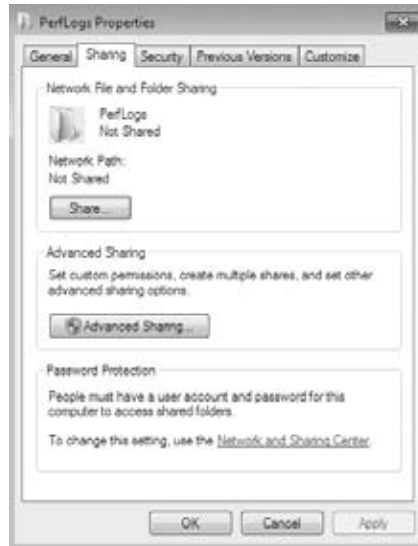 PerfLogs Properties
General Sharing Security Previous Versions Customize
Network File and Folder Sharing
PerfLogs
Not Shared
Network Path:
Not Shared
Share...
Advanced Sharing
Set custom permissions, create multiple shares, and set other
advanced sharing options.
Advanced Sharing...
Password Protection
People must have a user account and password for this
computer to access shared folders.
To change this setting, use the Network and Sharing Center.
OK Cancel Apply